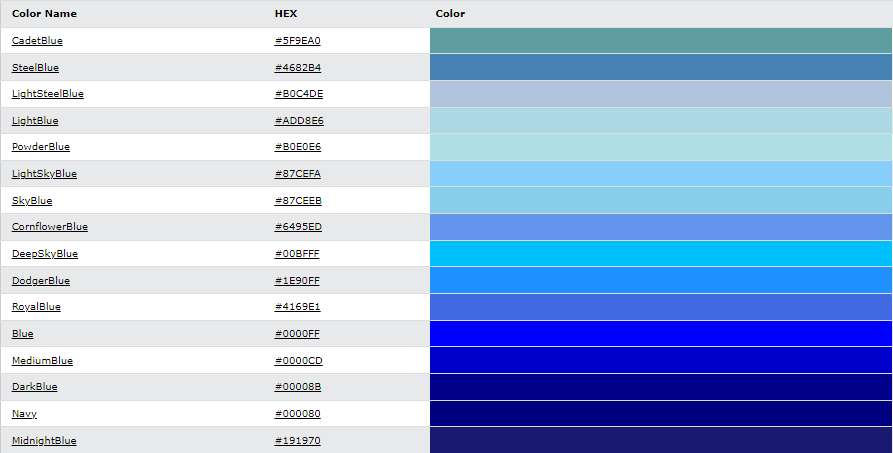 Color Name HEX Color
CadetBlue #5F9EA0
SteelBlue #4682B4
LightSteelBlue #B0C4DE
LightBlue #ADD8E6
PowderBlue #B0E0E6
LightSkyBlue #87CEFA
SkyBlue #87CEEB
CornflowerBlue #6495ED
DeepSkyBlue #00BFFF
DodgerBlue #1E90FF
RoyalBlue #4169E1
Blue #0000FF
MediumBlue #0000CD
DarkBlue #00008B
Navy #000080
MidnightBlue #191970